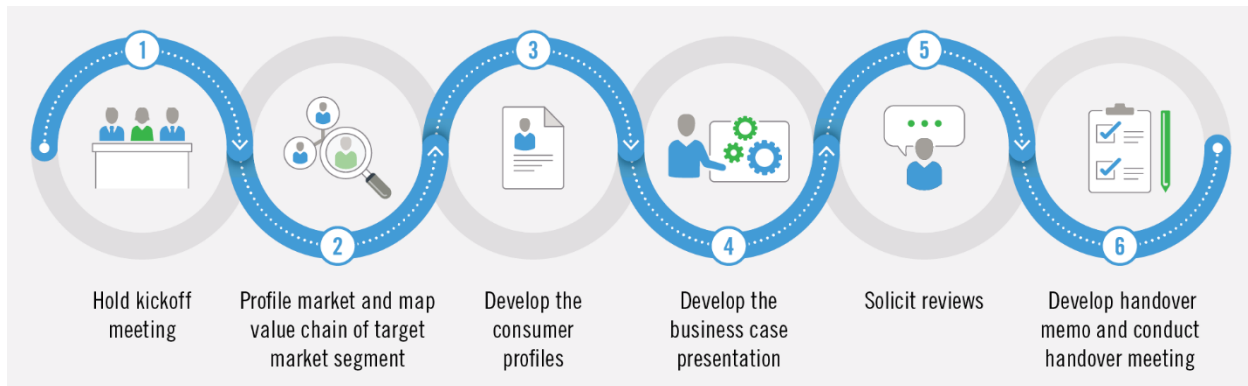 1
Hold kickoff
meeting
2
Profile market and map
value chain of target
market segment
3
Develop the
consumer
profiles
4
Develop the
business case
presentation
5
Solicit reviews
6
Develop handover
memo and conduct
handover meeting